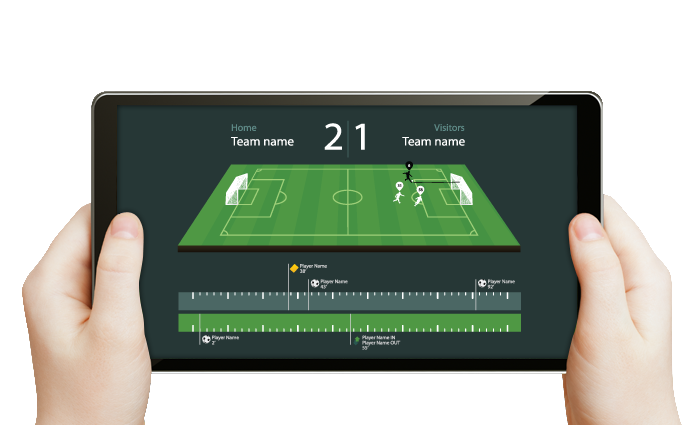 Home
Visitors
Team name
2 1
Team name
Player Name
38'
Player Name
45'
Player Name
92'
Player Name
2'
Player Name IN
Player Name OUT
55'